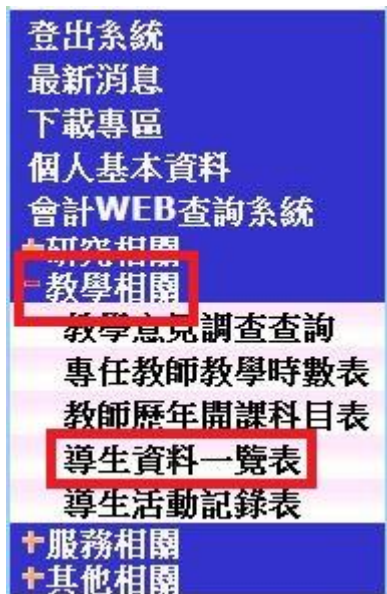 登出系統
最新消息
下載專區
個人基本資料
會計WEB查詢系統
+研究相關
-教學相關
教學意見調查查詢
專任教師教學時數表
教師歷年開課科目表
導生資料一覽表
導生活動記錄表
+服務相關
+其他相關